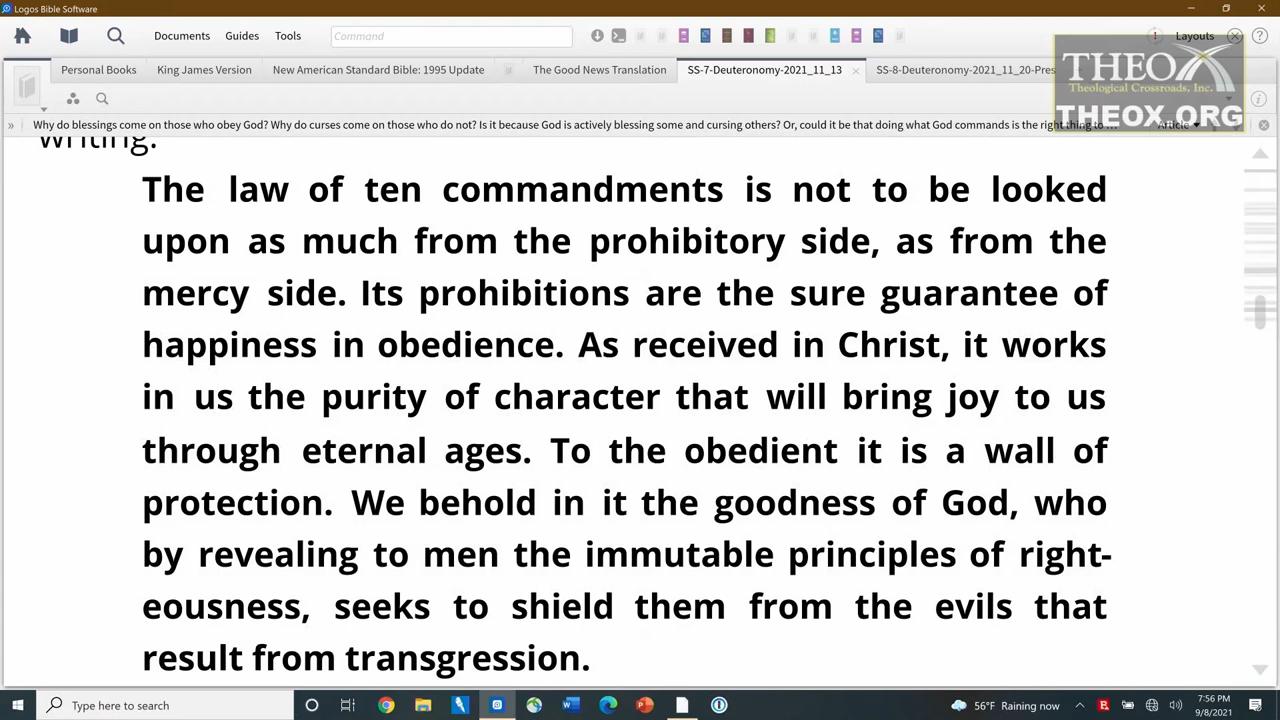 Logos Bible Software
Documents Guides Tools Command Layouts
THEOX
Theological Crossroads, Inc.
THEOX.ORG
Personal Books King James Version New American Standard 1995 Update The Good News Translation SS-7-Deuteronomy-2021_11_13 SS-8-Deuteronomy-2021_11_20-Pres
Why do blessings come on those who obey God? Why do curses come on them who do not? Is it because God is actively blessing some and cursing others? Or, could it be that doing what God commands is the right thing to ... Article
writing:
The law of ten commandments is not to be looked
upon as much from the prohibitory side, as from the
mercy side. Its prohibitions are the sure guarantee of
happiness in obedience. As received in Christ, it works
in us the purity of character that will bring joy to us
through eternal ages. To the obedient it is a wall of
protection. We behold in it the goodness of God, who
by revealing to men the immutable principles of right-
eousness, seeks to shield them from the evils that
result from transgression.
Type here to search 56°F Raining now 7:56 PM
9/8/2021